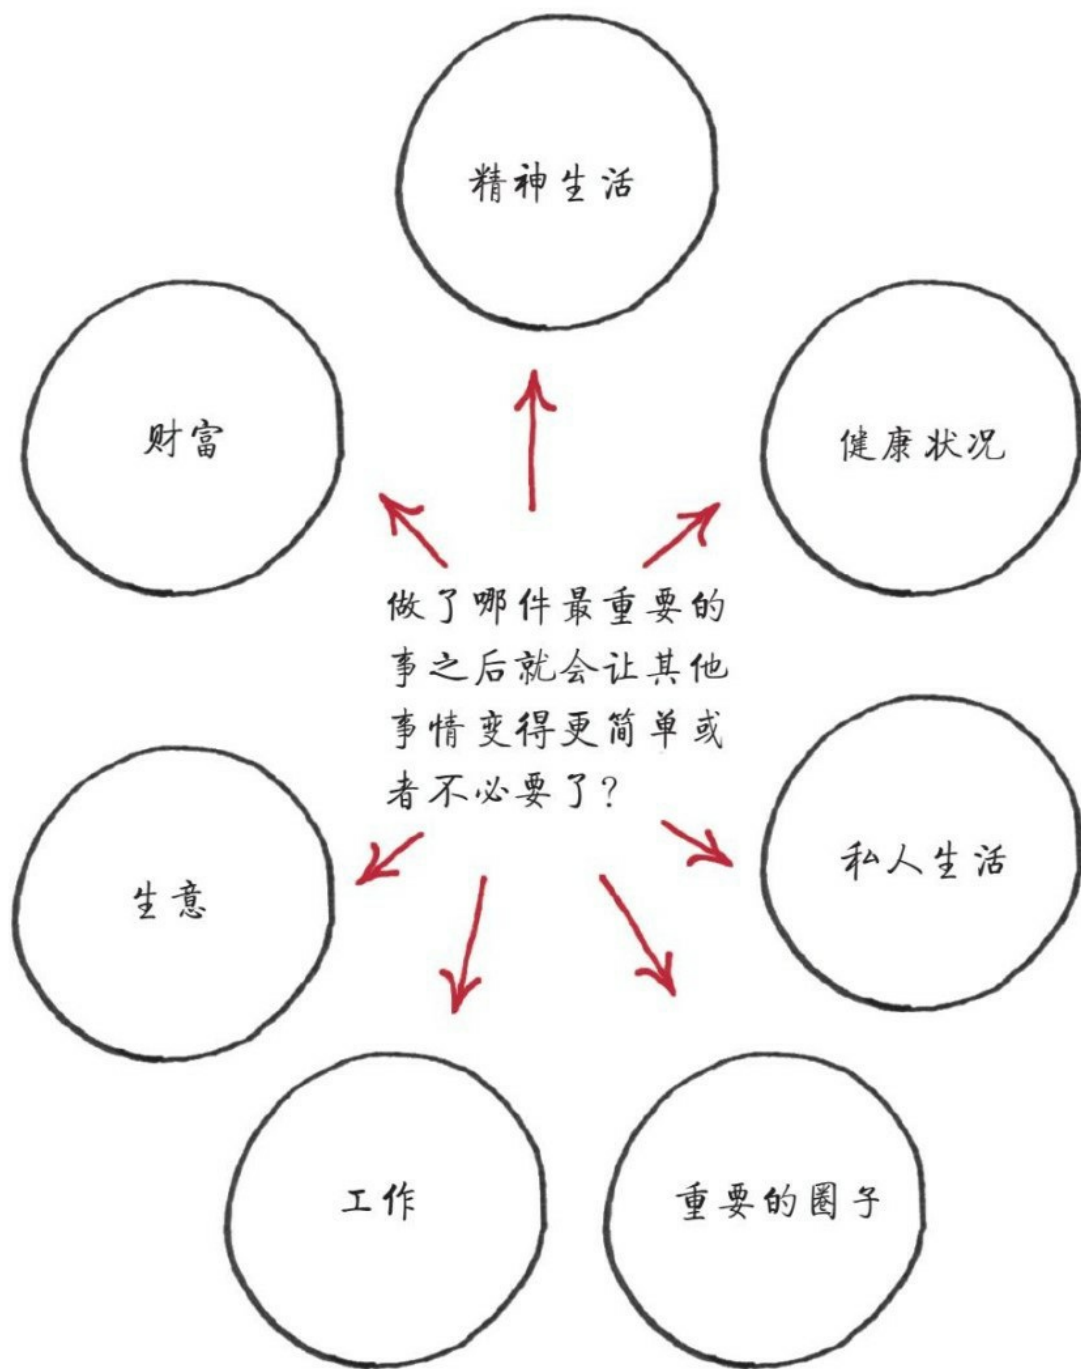 精神生活
财富
健康状况
做了哪件最重要的
事之后就会让其他
事情变得更简单或
者不必要了?
私人生活
生意
工作
重要的圈子